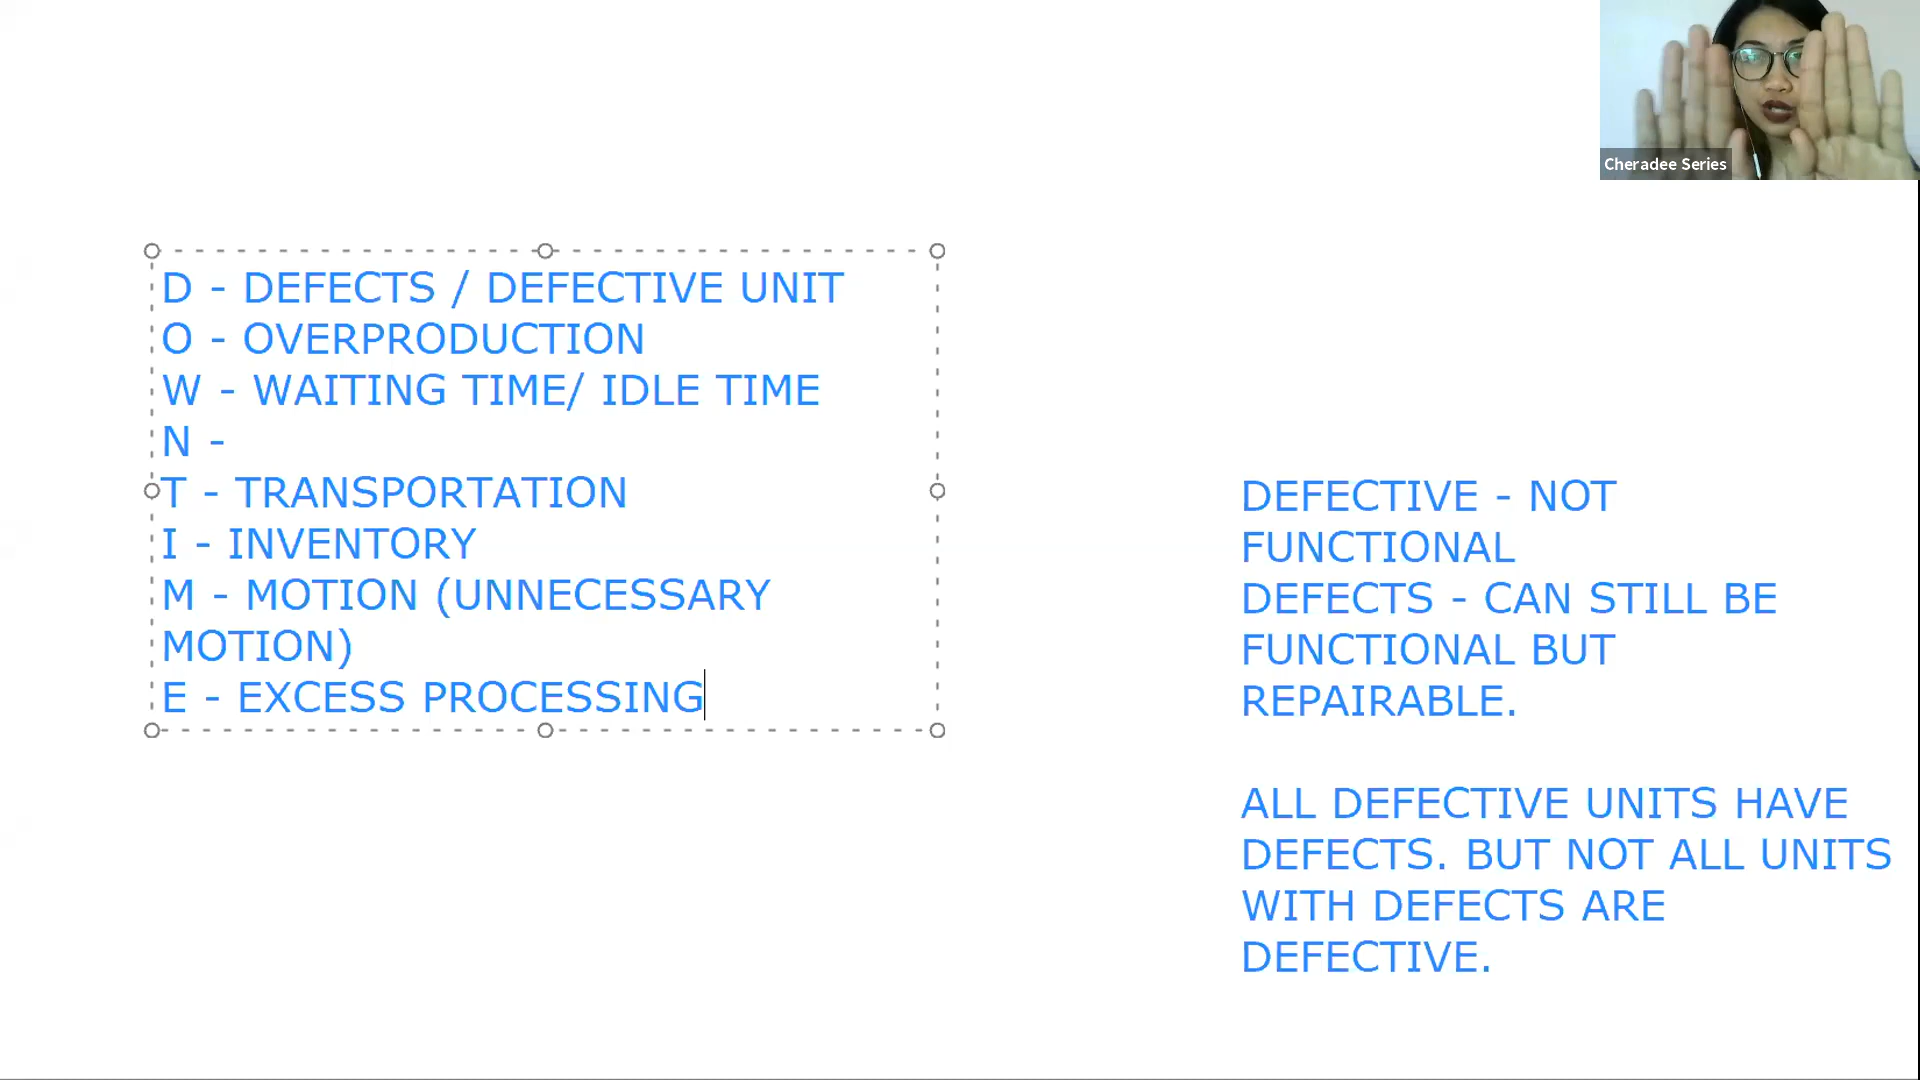 Cheradee Series
D - DEFECTS / DEFECTIVE UNIT
O - OVERPRODUCTION
W - WAITING TIME/ IDLE TIME
N -
T - TRANSPORTATION
I - INVENTORY
M - MOTION (UNNECESSARY
MOTION)
E - EXCESS PROCESSING
DEFECTIVE - NOT
FUNCTIONAL
DEFECTS - CAN STILL BE
FUNCTIONAL BUT
REPAIRABLE.
ALL DEFECTIVE UNITS HAVE
DEFECTS. BUT NOT ALL UNITS
WITH DEFECTS ARE
DEFECTIVE.